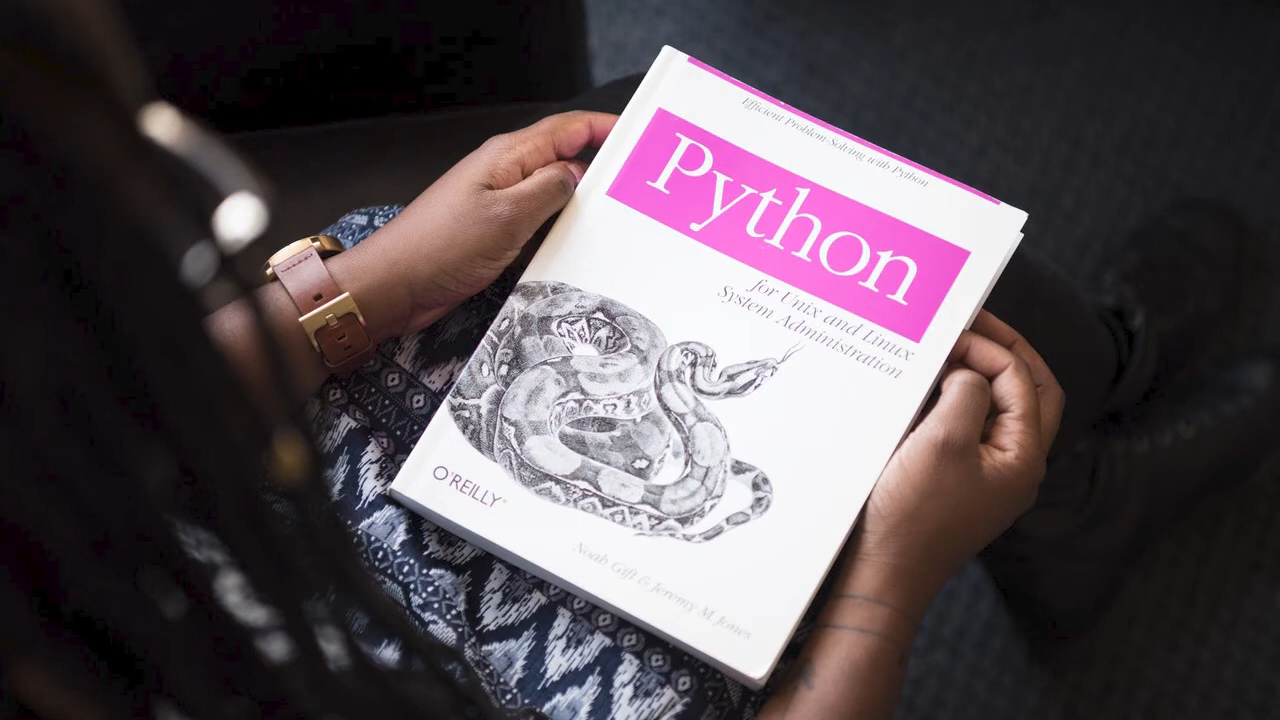 Efficient Problem-Solving with Python
Python
for Unix and Linux
System Administration
O'REILLY®
Noah Gift & Jeremy M. Jones